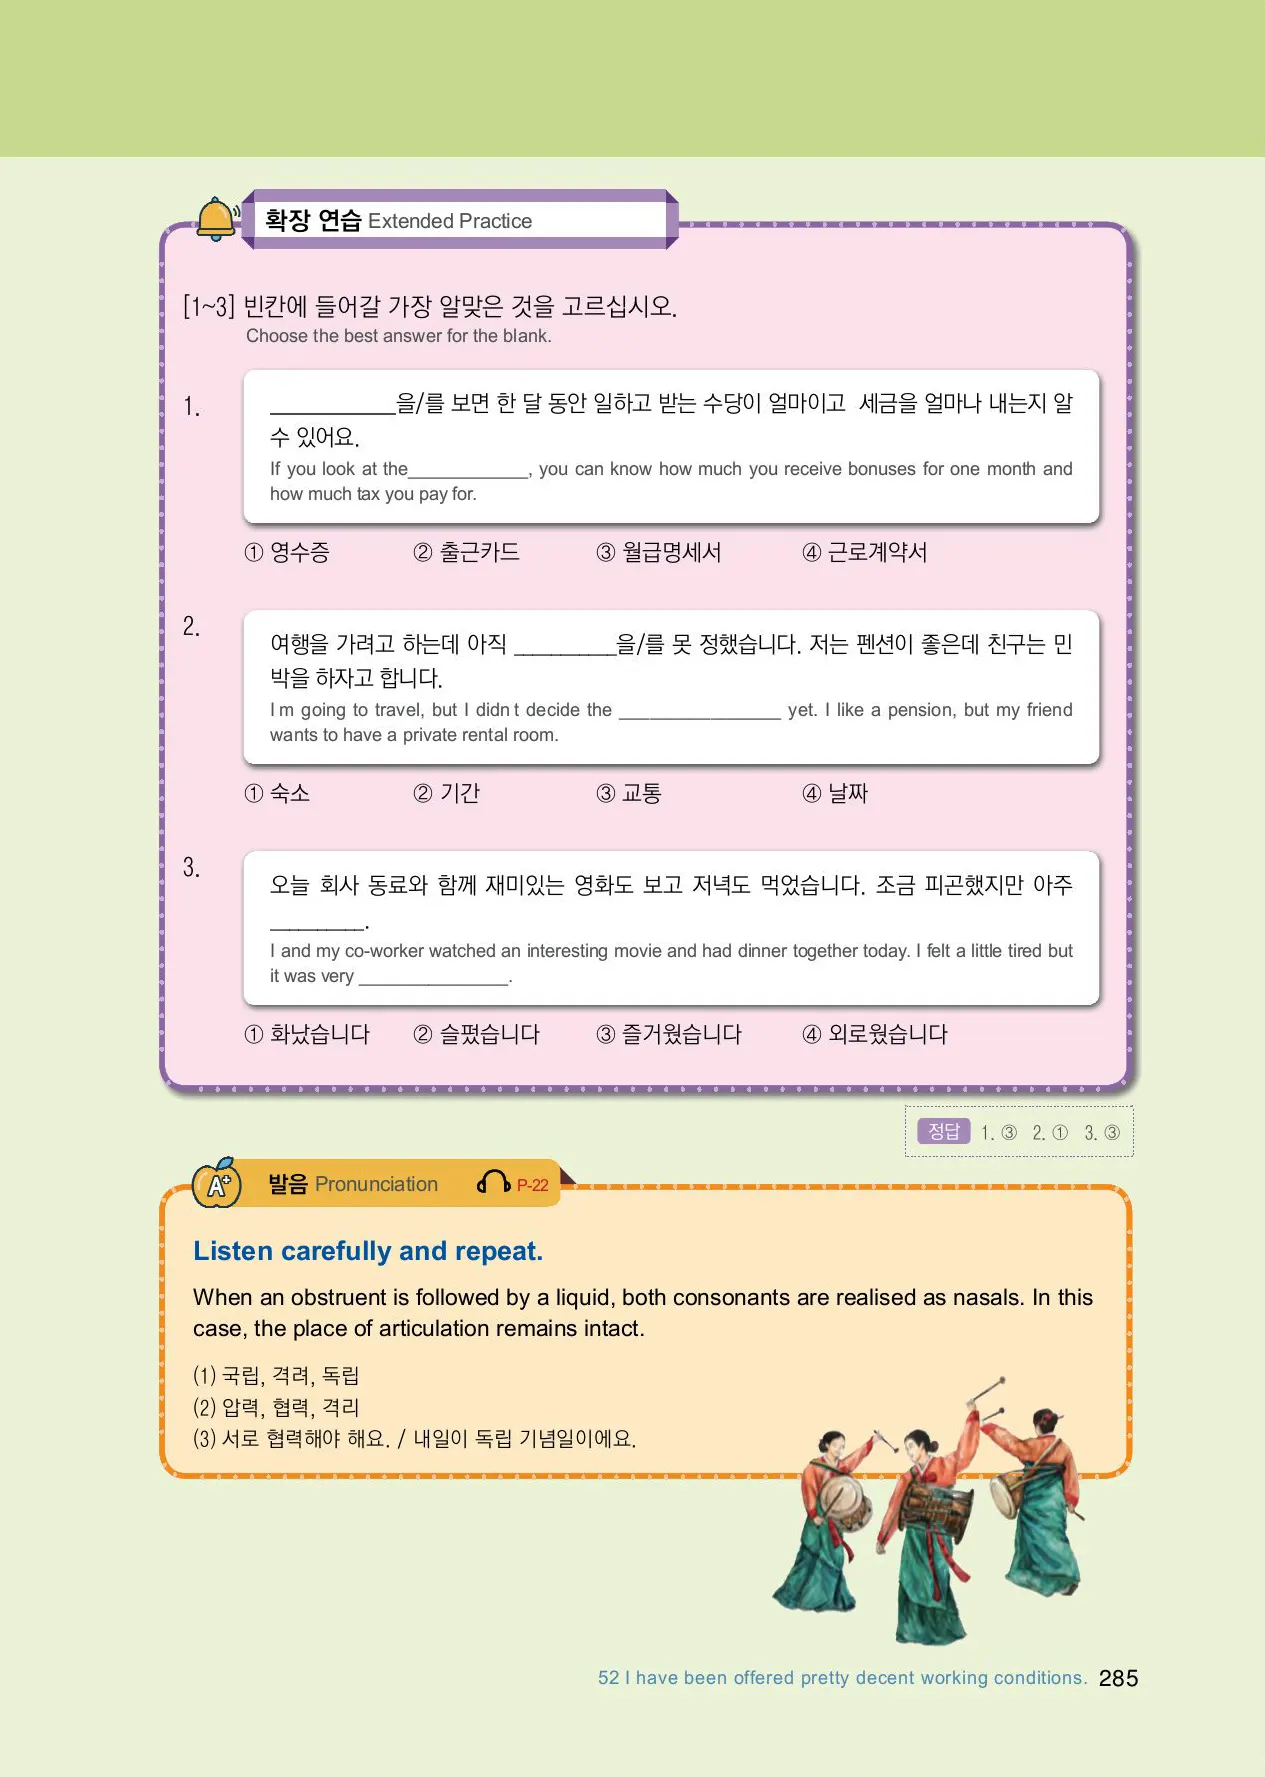 확장 연습 Extended Practice
[1~3] 빈칸에 들어갈 가장 알맞은 것을 고르십시오.
Choose the best answer for the blank.
1.
____________을/를 보면 한 달 동안 일하고 받는 수당이 얼마이고 세금을 얼마나 내는지 알
수 있어요.
If you look at the____________, you can know how much you receive bonuses for one month and
how much tax you pay for.
① 영수증 ② 출근카드 ③ 월급명세서 ④ 근로계약서
2.
여행을 가려고 하는데 아직 __________을/를 못 정했습니다. 저는 펜션이 좋은데 친구는 민
박을 하자고 합니다.
I m going to travel, but I didn t decide the ________________ yet. I like a pension, but my friend
wants to have a private rental room.
① 숙소 ② 기간 ③ 교통 ④ 날짜
3.
오늘 회사 동료와 함께 재미있는 영화도 보고 저녁도 먹었습니다. 조금 피곤했지만 아주
_________.
I and my co-worker watched an interesting movie and had dinner together today. I felt a little tired but
it was very _______________.
① 화났습니다 ② 슬펐습니다 ③ 즐거웠습니다 ④ 외로웠습니다
정답 1. ③ 2. ① 3. ③
A+ 발음 Pronunciation P-22
Listen carefully and repeat.
When an obstruent is followed by a liquid, both consonants are realised as nasals. In this
case, the place of articulation remains intact.
(1) 국립, 격려, 독립
(2) 압력, 협력, 격리
(3) 서로 협력해야 해요. / 내일이 독립 기념일이에요.
52 I have been offered pretty decent working conditions. 285